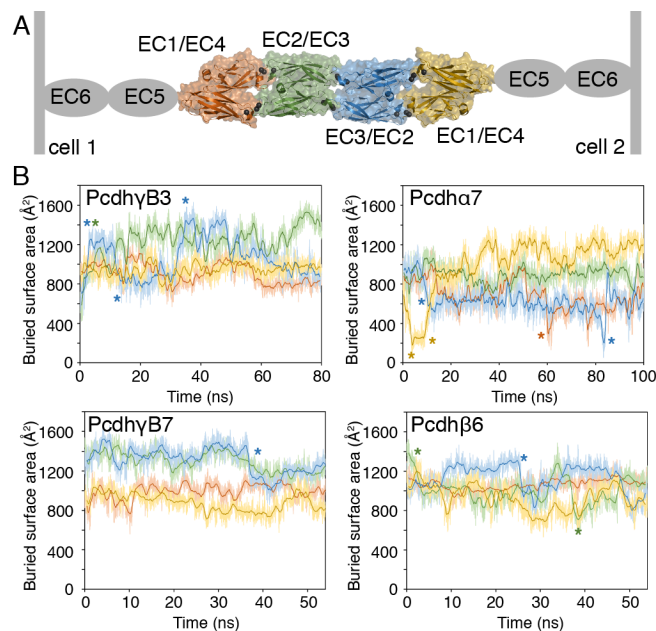 A
EC1/EC4
EC2/EC3
EC6
EC5
EC5
EC6
EC3/EC2
EC1/EC4
cell 1
cell 2
B
PcdhγB3
Buried surface area (Å²)
1600
1200
800
400
0
* *
*
*
0 20 40 60 80
Time (ns)
Pcdhα7
Buried surface area (Å²)
1600
1200
800
400
0
*
*
*
*
*
0 20 40 60 80 100
Time (ns)
PcdhγB7
Buried surface area (Å²)
1600
1200
800
400
0
*
0 10 20 30 40 50
Time (ns)
Pcdhβ6
Buried surface area (Å²)
1600
1200
800
400
0
*
*
*
0 10 20 30 40 50
Time (ns)